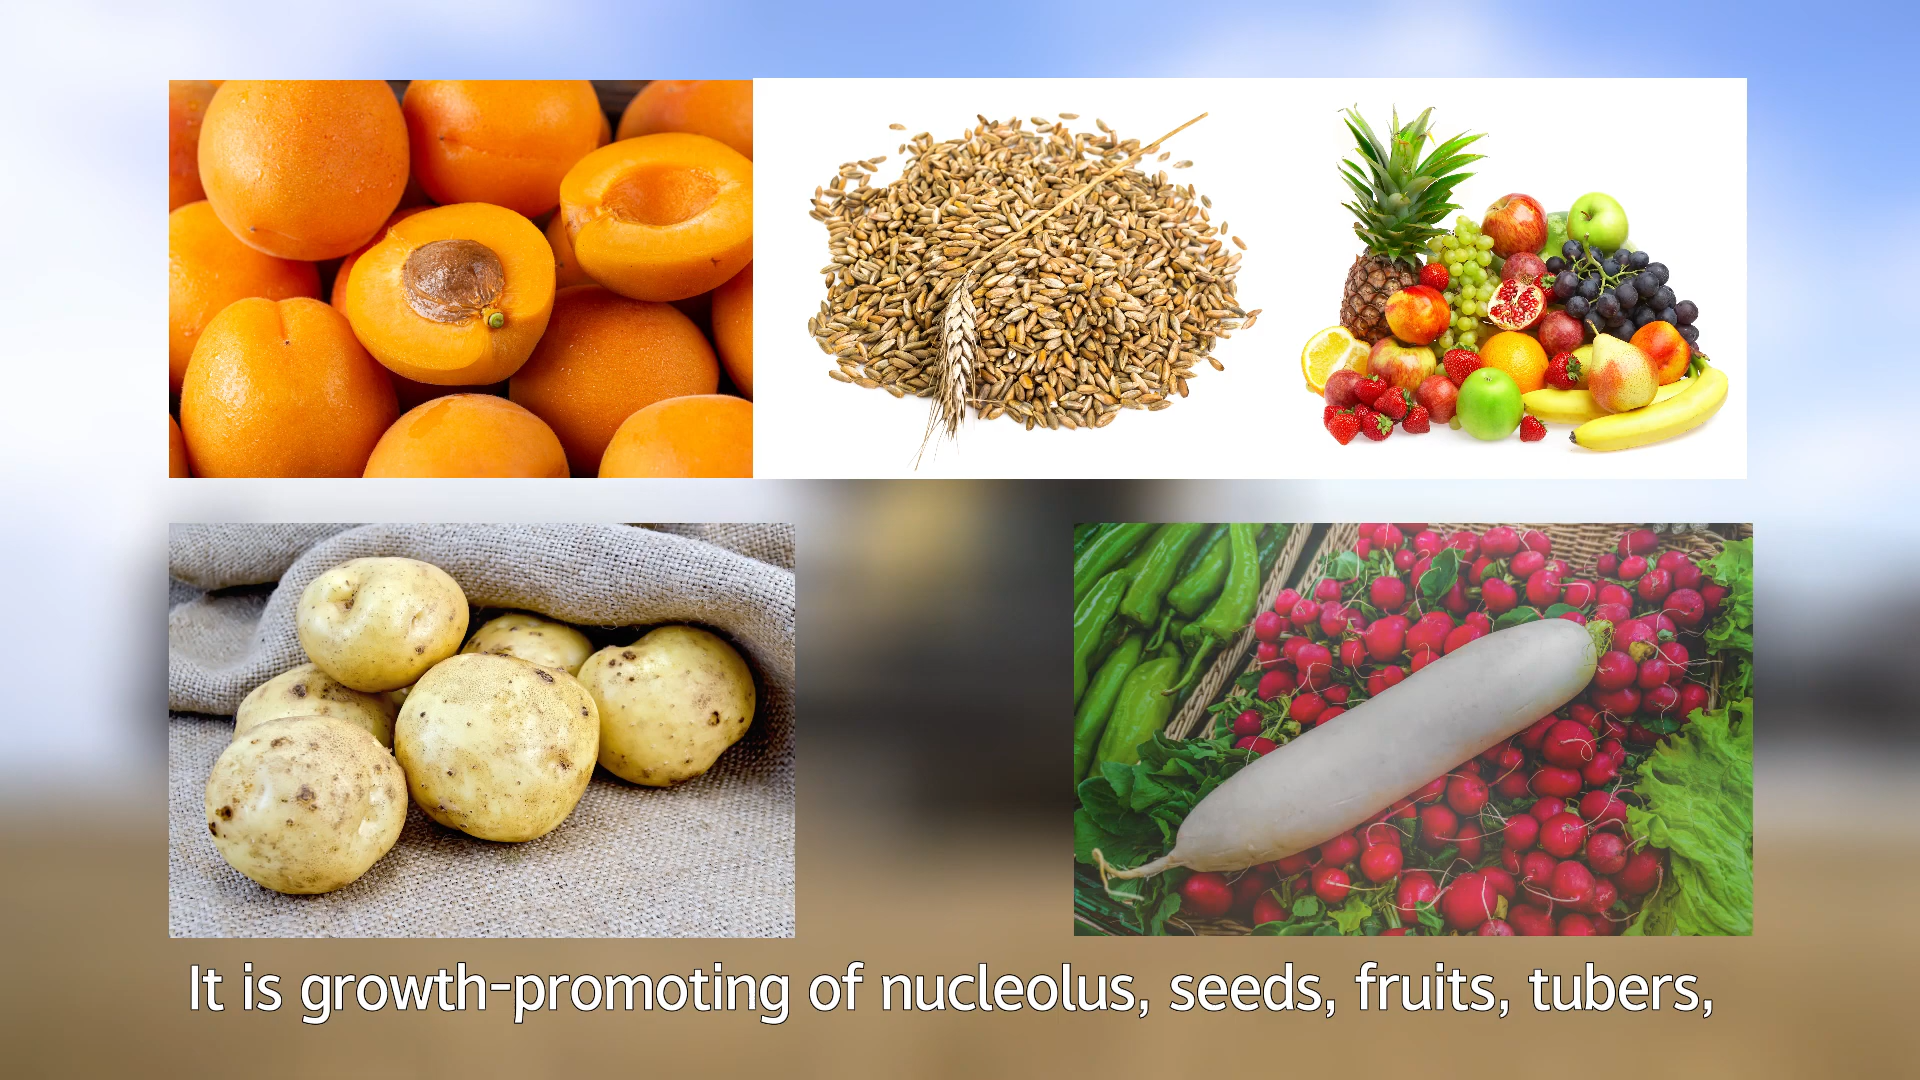 It is growth-promoting of nucleolus, seeds, fruits, tubers,